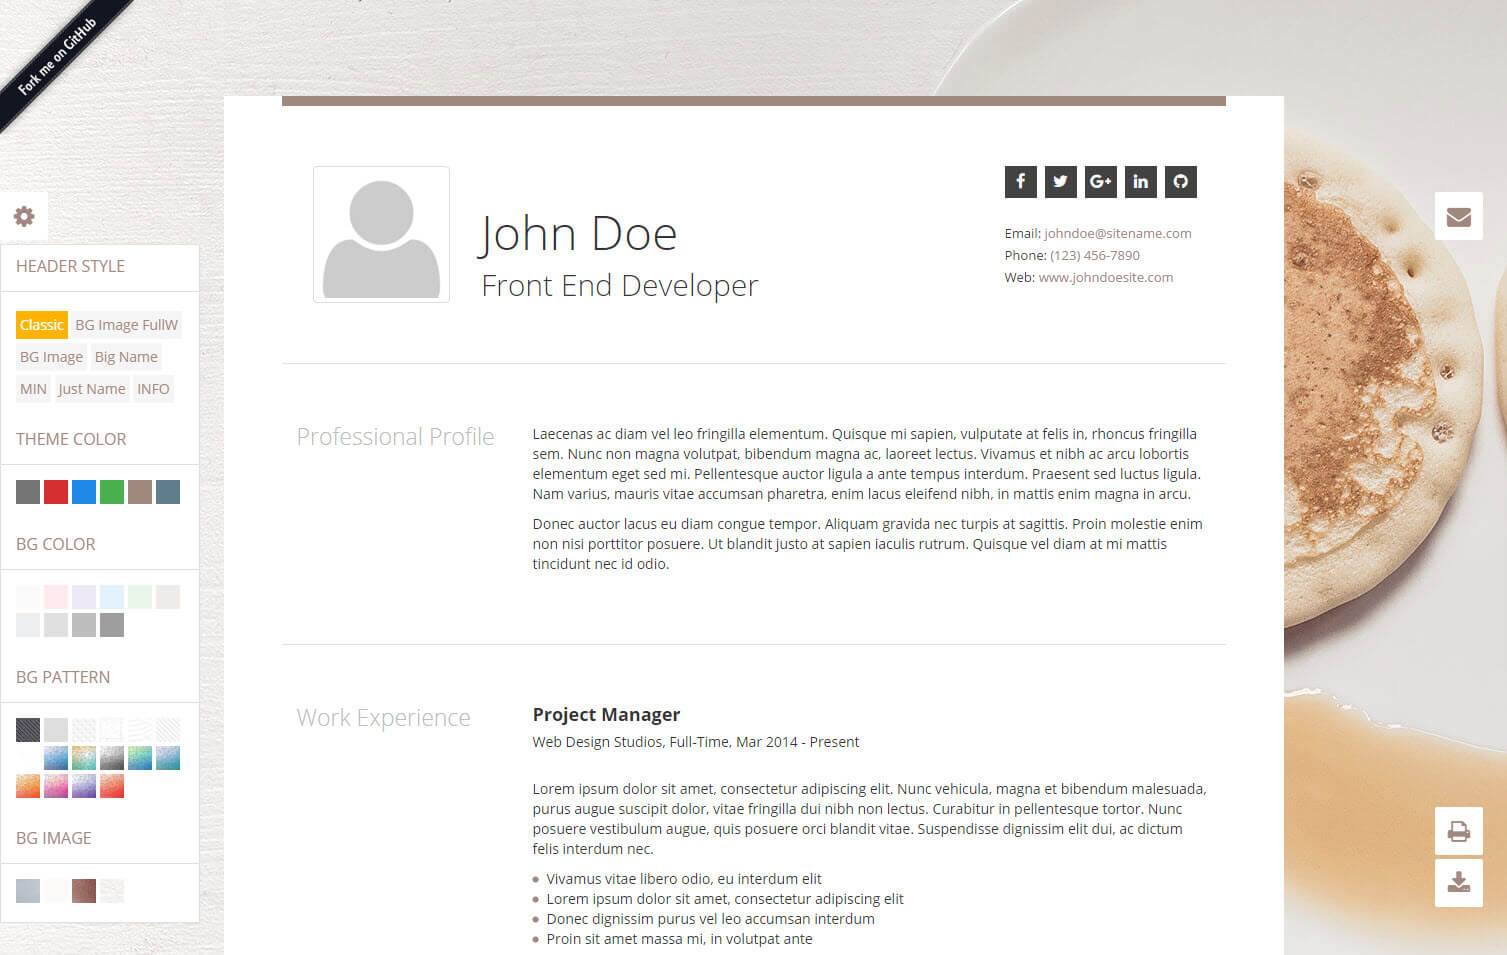 Fork me on GitHub
John Doe
Front End Developer
G+
in
Email: johndoe@sitename.com
Phone: (123) 456-7890
Web: www.johndoesite.com
HEADER STYLE
Classic BG Image FullW
BG Image Big Name
MIN Just Name INFO
THEME COLOR
BG COLOR
BG PATTERN
BG IMAGE
Professional Profile
Laecenas ac diam vel leo fringilla elementum. Quisque mi sapien, vulputate at felis in, rhoncus fringilla
sem. Nunc non magna volutpat, bibendum magna ac, laoreet lectus. Vivamus et nibh ac arcu lobortis
elementum eget sed mi. Pellentesque auctor ligula a ante tempus interdum. Praesent sed luctus ligula.
Nam varius, mauris vitae accumsan pharetra, enim lacus eleifend nibh, in mattis enim magna in arcu.
Donec auctor lacus eu diam congue tempor. Aliquam gravida nec turpis at sagittis. Proin molestie enim
non nisi porttitor posuere. Ut blandit justo at sapien iaculis rutrum. Quisque vel diam at mi mattis
tincidunt nec id odio.
Work Experience
Project Manager
Web Design Studios, Full-Time, Mar 2014 - Present
Lorem ipsum dolor sit amet, consectetur adipiscing elit. Nunc vehicula, magna et bibendum malesuada,
purus augue suscipit dolor, vitae fringilla dui nibh non lectus. Curabitur in pellentesque tortor. Nunc
posuere vestibulum augue, quis posuere orci blandit vitae. Suspendisse dignissim elit dui, ac dictum
felis interdum nec.
Vivamus vitae libero odio, eu interdum elit
Lorem ipsum dolor sit amet, consectetur adipiscing elit
Donec dignissim purus vel leo accumsan interdum
Proin sit amet massa mi, in volutpat ante